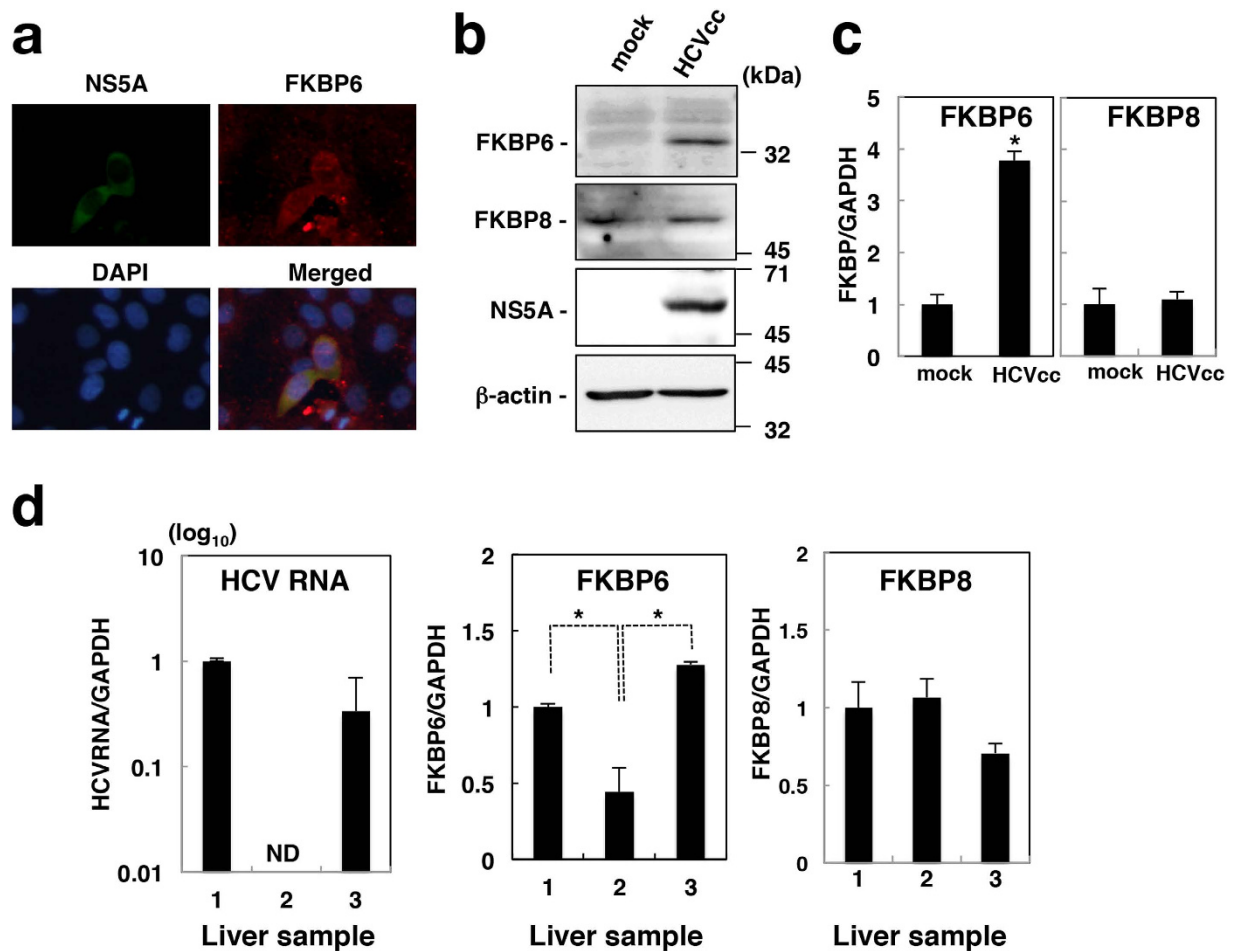 a
NS5A
FKBP6
DAPI
Merged
b
mock
HCVcc
(kDa)
FKBP6 -
32
FKBP8 -
45
71
NS5A -
45
45
β-actin -
32
c
FKBP/GAPDH
5
4
3
2
1
0
FKBP6
*
mock
HCVcc
FKBP8
mock
HCVcc
d
(log10)
HCVRNA/GAPDH
10
1
0.1
0.01
HCV RNA
ND
1 2 3
Liver sample
FKBP6/GAPDH
2
1.5
1
0.5
0
FKBP6
* *
1 2 3
Liver sample
FKBP8/GAPDH
2
1.5
1
0.5
0
FKBP8
1 2 3
Liver sample